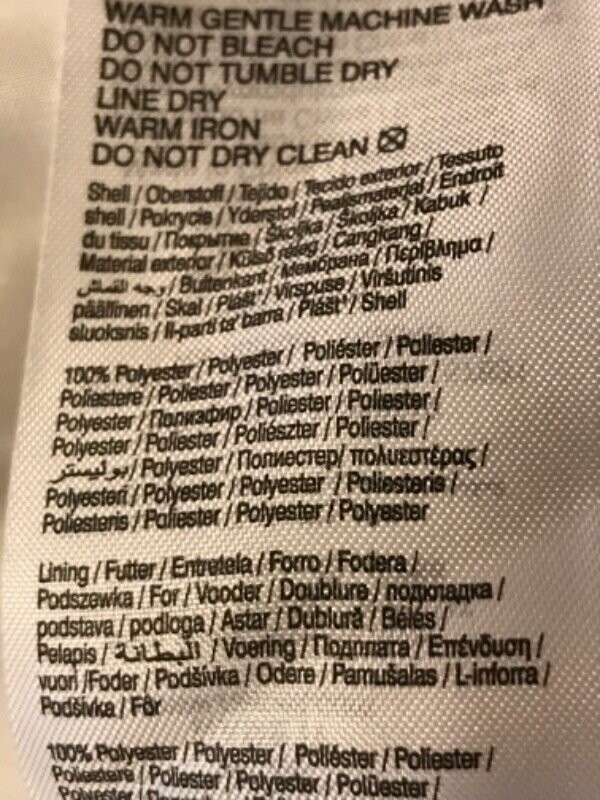 WARM GENTLE MACHINE WASH
DO NOT BLEACH
DO NOT TUMBLE DRY
LINE DRY
WARM IRON
DO NOT DRY CLEAN
Shell / Oberstoff / Tejido / Tecido exterior / Tessuto
shell / Pokrycie / Yderstof / Pealismaterjal / Endroit
du tissu / Покрытие / Školjka / Školjka / Kabuk /
Material exterior / Külső réteg / Cangkang /
وجه القماش / Buitenkant / Мембрана / Περίβλημα /
päällinen / Skal / Plášť / Virspuse / Viršutinis
sluoksnis / Il-parti ta' barra / Plášť / Shell
100% Polyester / Polyester / Poliéster / Poliester /
Poliestere / Poliester / Polyester / Polüester /
Polyester / Полиэфир / Poliester / Poliester /
Polyester / Poliester / Poliészter / Poliester /
بوليستر / Polyester / Полиестер / πολυεστέρας /
Polyesteri / Polyester / Polyester / Poliesteris /
Poliesteris / Poliester / Polyester / Polyester
Lining / Futter / Entretela / Forro / Fodera /
Podszewka / For / Vooder / Doublure / подкладка /
podstava / podloga / Astar / Dublură / Bélés /
Pelapis / البطانة / Voering / Подплата / Επένδυση /
vuori /Foder / Podšívka / Odere / Pamušalas / L-inforra /
Podšívka / Fôr
100% Polyester / Polyester / Poliéster / Poliester /
Poliestere / Poliester / Polyester / Polüester /
Polyester